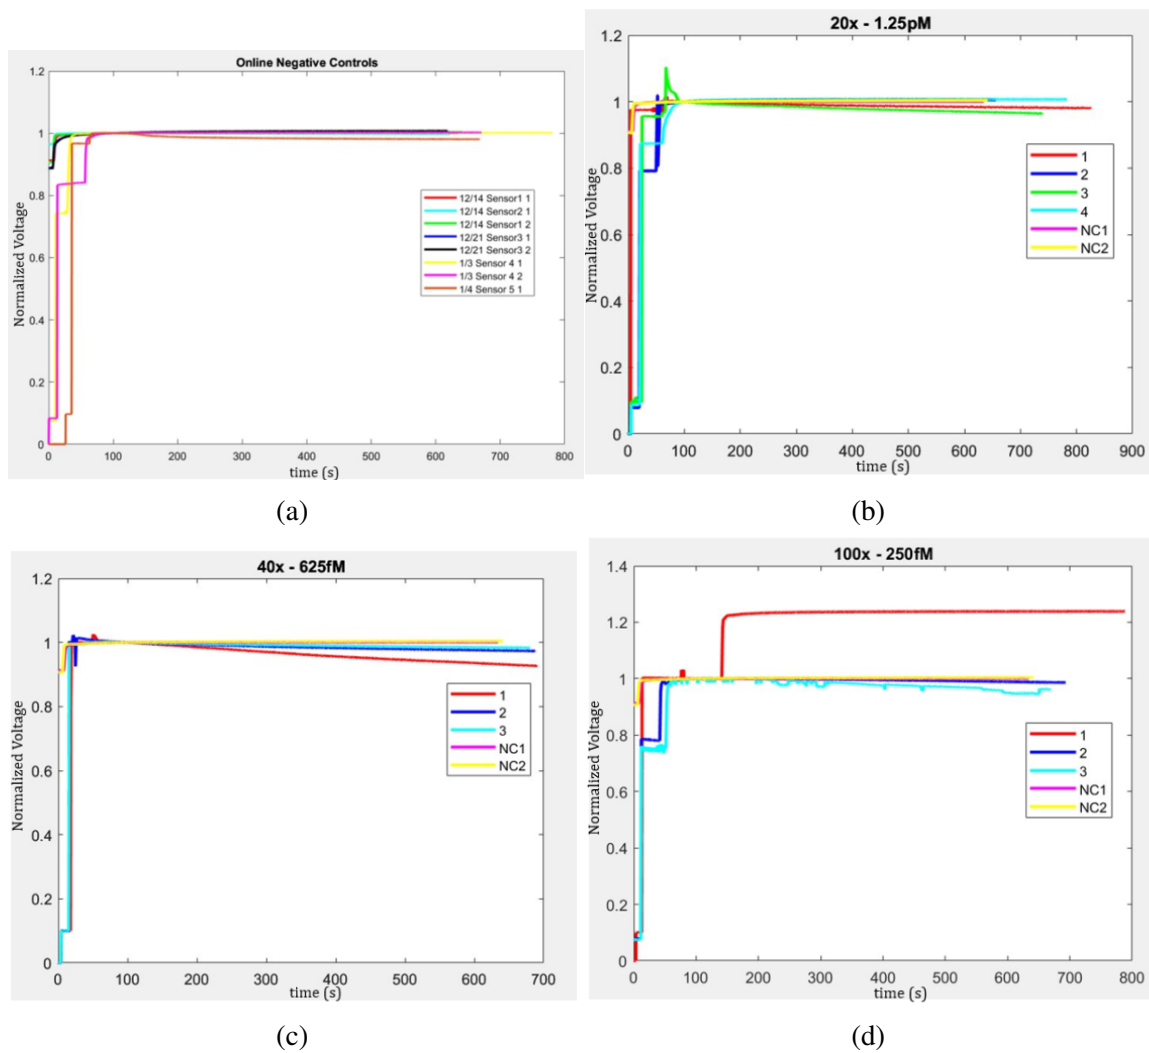 Online Negative Controls
1.2
1
0.8
0.6
0.4
0.2
0
Normalized Voltage
12/14 Sensor1 1
12/14 Sensor2 1
12/14 Sensor1 2
12/21 Sensor3 1
12/21 Sensor3 2
1/3 Sensor 4 1
1/3 Sensor 4 2
1/4 Sensor 5 1
0 100 200 300 400 500 600 700 800
time (s)
(a)
20x - 1.25pM
1.2
1
0.8
0.6
0.4
0.2
0
Normalized Voltage
1
2
3
4
NC1
NC2
0 100 200 300 400 500 600 700 800 900
time (s)
(b)
40x - 625fM
1.2
1
0.8
0.6
0.4
0.2
0
Normalized Voltage
1
2
3
NC1
NC2
0 100 200 300 400 500 600 700
time (s)
(c)
100x - 250fM
1.4
1.2
1
0.8
0.6
0.4
0.2
0
Normalized Voltage
1
2
3
NC1
NC2
0 100 200 300 400 500 600 700 800
time (s)
(d)